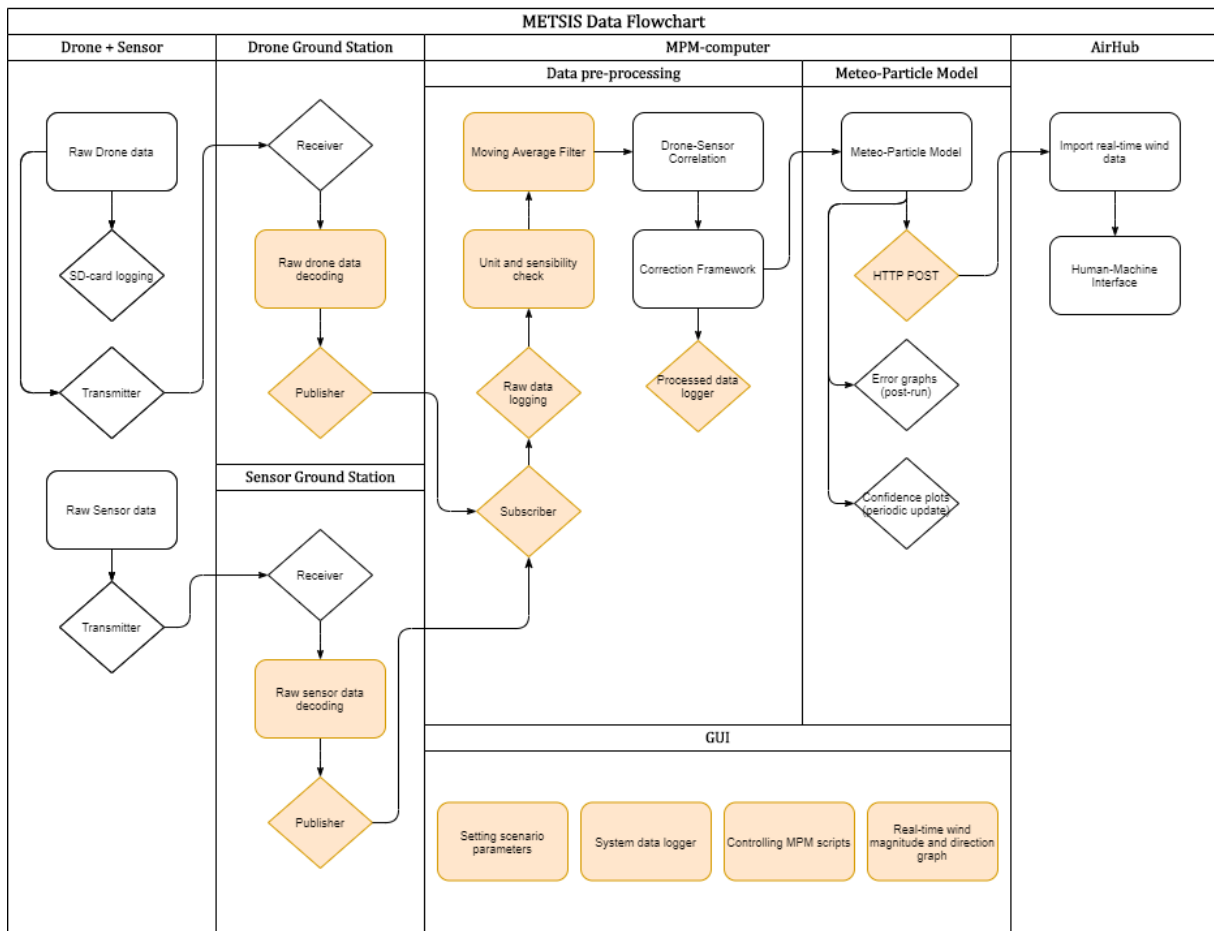 METSIS Data Flowchart
Drone + Sensor
Drone Ground Station
MPM-computer
AirHub
Data pre-processing
Meteo-Particle Model
Raw Drone data
SD-card logging
Transmitter
Raw Sensor data
Transmitter
Receiver
Raw drone data
decoding
Publisher
Sensor Ground Station
Receiver
Raw sensor data
decoding
Publisher
Moving Average Filter
Unit and sensibility
check
Raw data
logging
Subscriber
Drone-Sensor
Correlation
Correction Framework
Processed data
logger
Meteo-Particle Model
HTTP POST
Error graphs
(post-run)
Confidence plots
(periodic update)
Import real-time wind
data
Human-Machine
Interface
GUI
Setting scenario
parameters
System data logger
Controlling MPM scripts
Real-time wind
magnitude and direction
graph